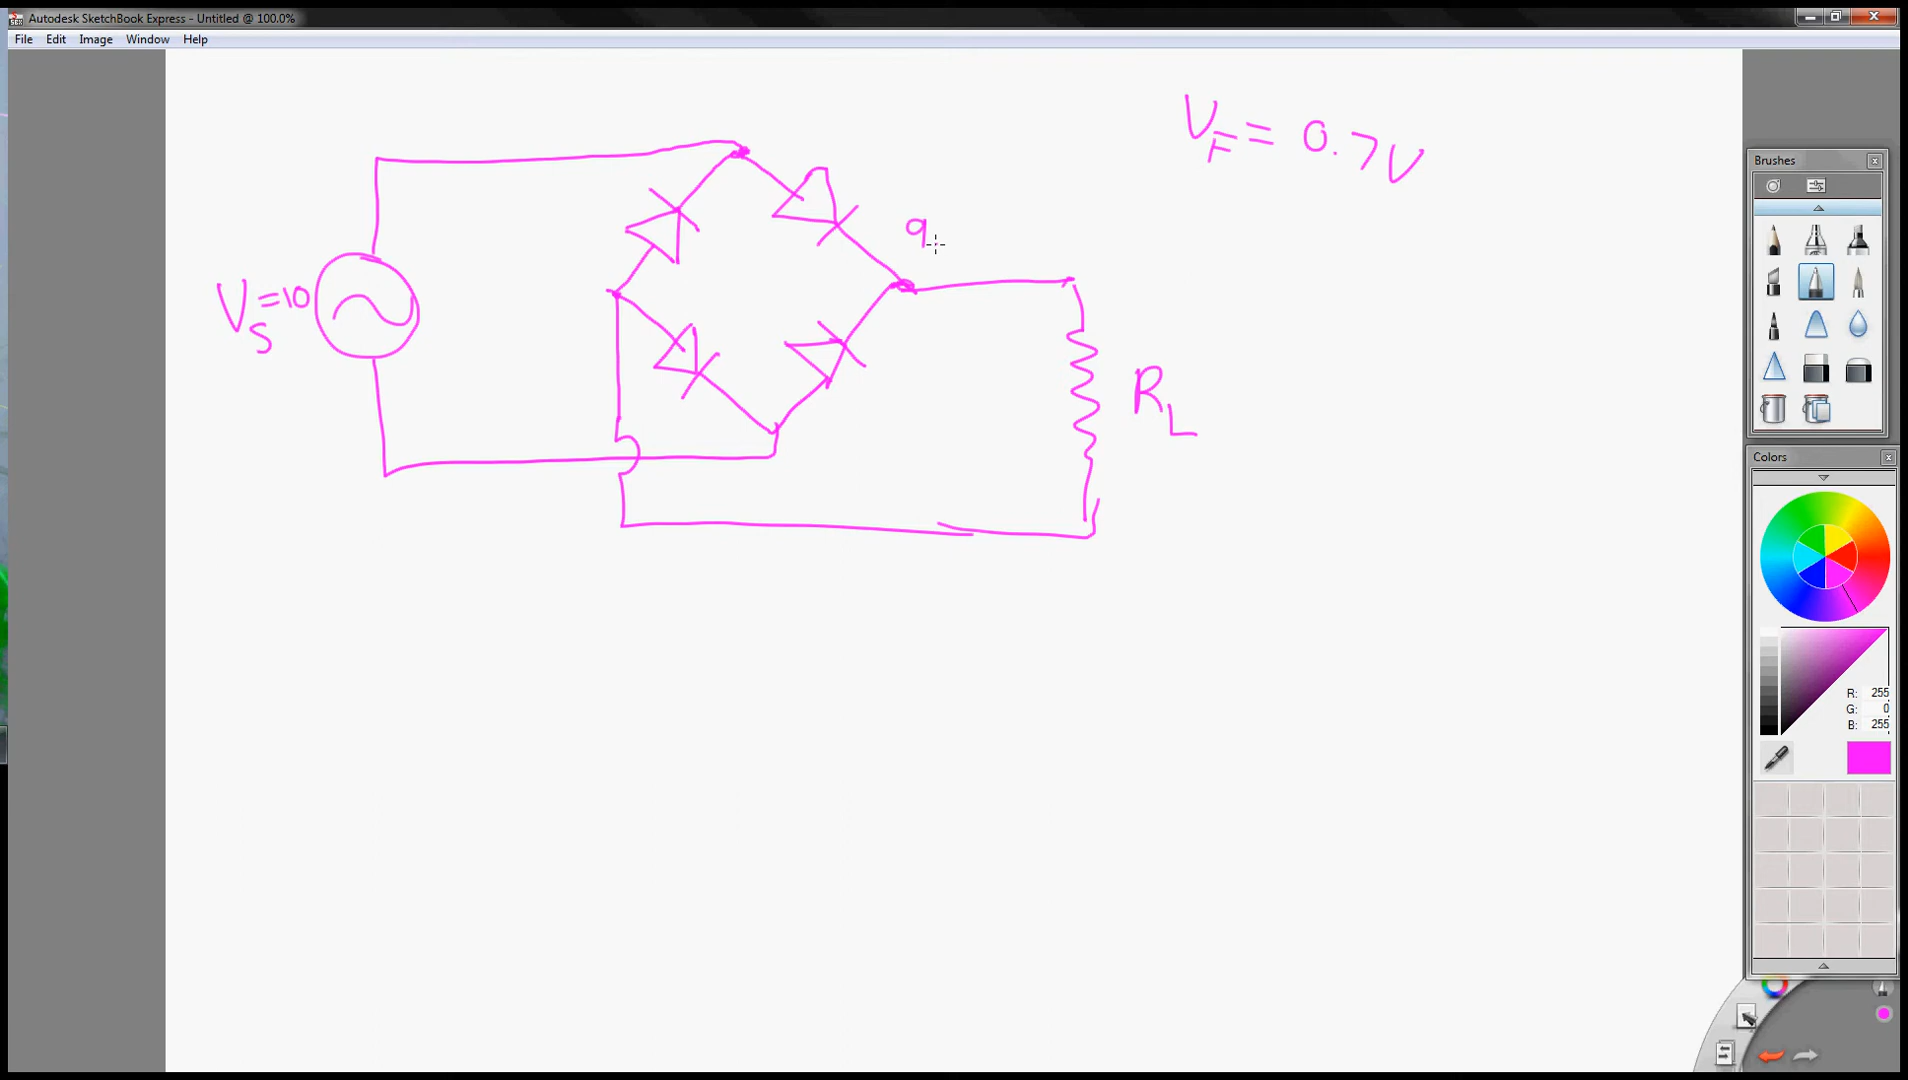 Autodesk SketchBook Express - Untitled @ 100.0%
File Edit Image Window Help
V_F = 0.7V
9
V_S = 10
R_L
Brushes
Colors
R: 255
G: 0
B: 255